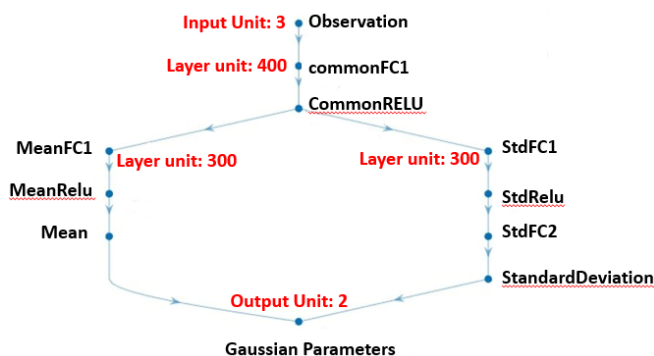 Input Unit: 3 Observation
Layer unit: 400 commonFC1
CommonRELU
MeanFC1 Layer unit: 300 Layer unit: 300 StdFC1
MeanRelu StdRelu
Mean StdFC2
Output Unit: 2 StandardDeviation
Gaussian Parameters